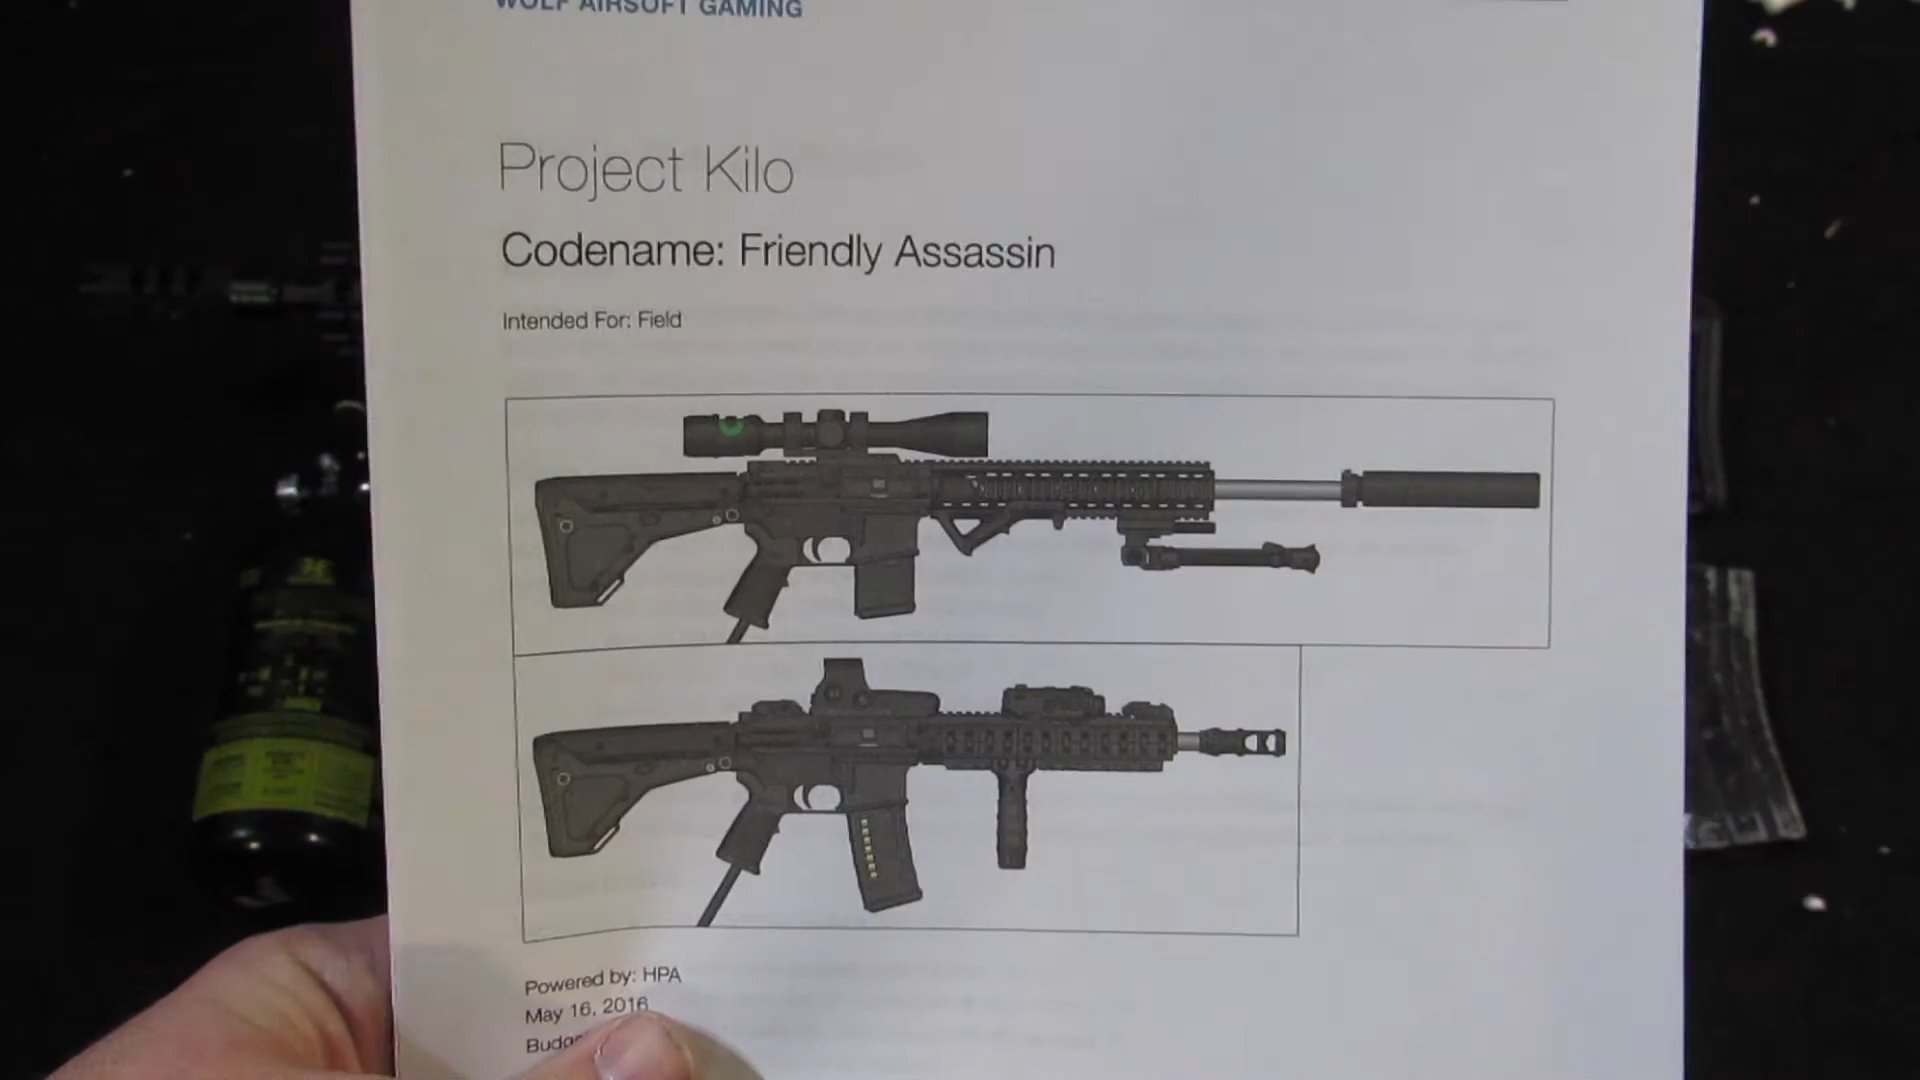 WOLF AIRSOFT GAMING
Project Kilo
Codename: Friendly Assassin
Intended For: Field
Powered by: HPA
May 16, 2016